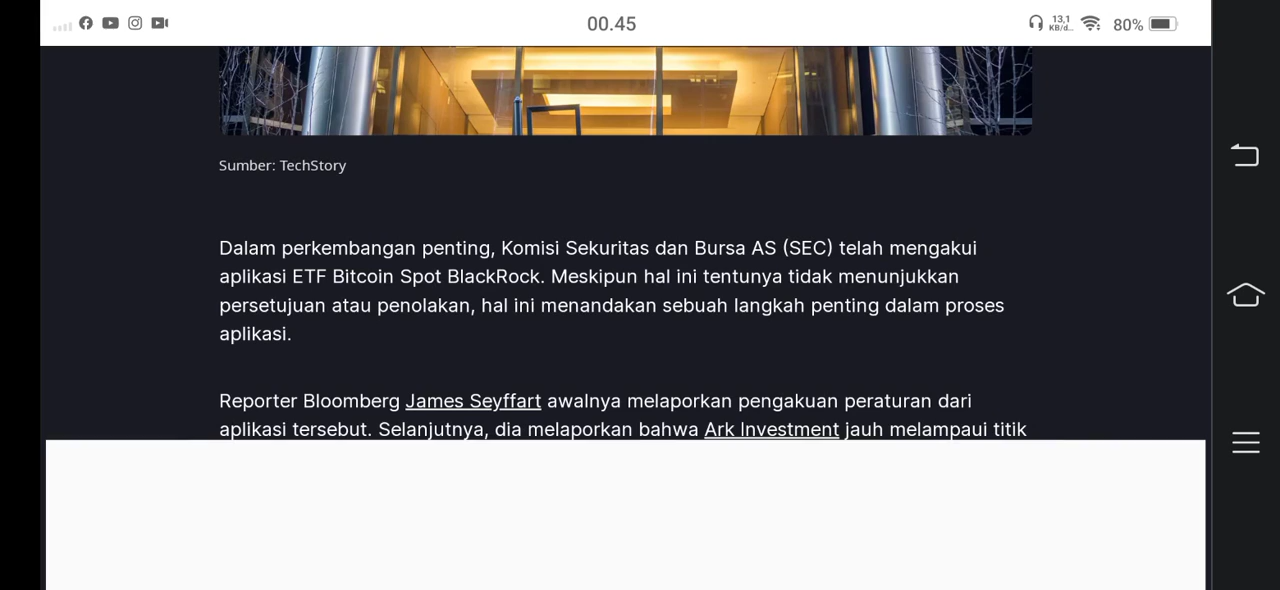 00.45
13,1
KB/d...
80%
Sumber: TechStory
Dalam perkembangan penting, Komisi Sekuritas dan Bursa AS (SEC) telah mengakui
aplikasi ETF Bitcoin Spot BlackRock. Meskipun hal ini tentunya tidak menunjukkan
persetujuan atau penolakan, hal ini menandakan sebuah langkah penting dalam proses
aplikasi.
Reporter Bloomberg James Seyffart awalnya melaporkan pengakuan peraturan dari
aplikasi tersebut. Selanjutnya, dia melaporkan bahwa Ark Investment jauh melampaui titik